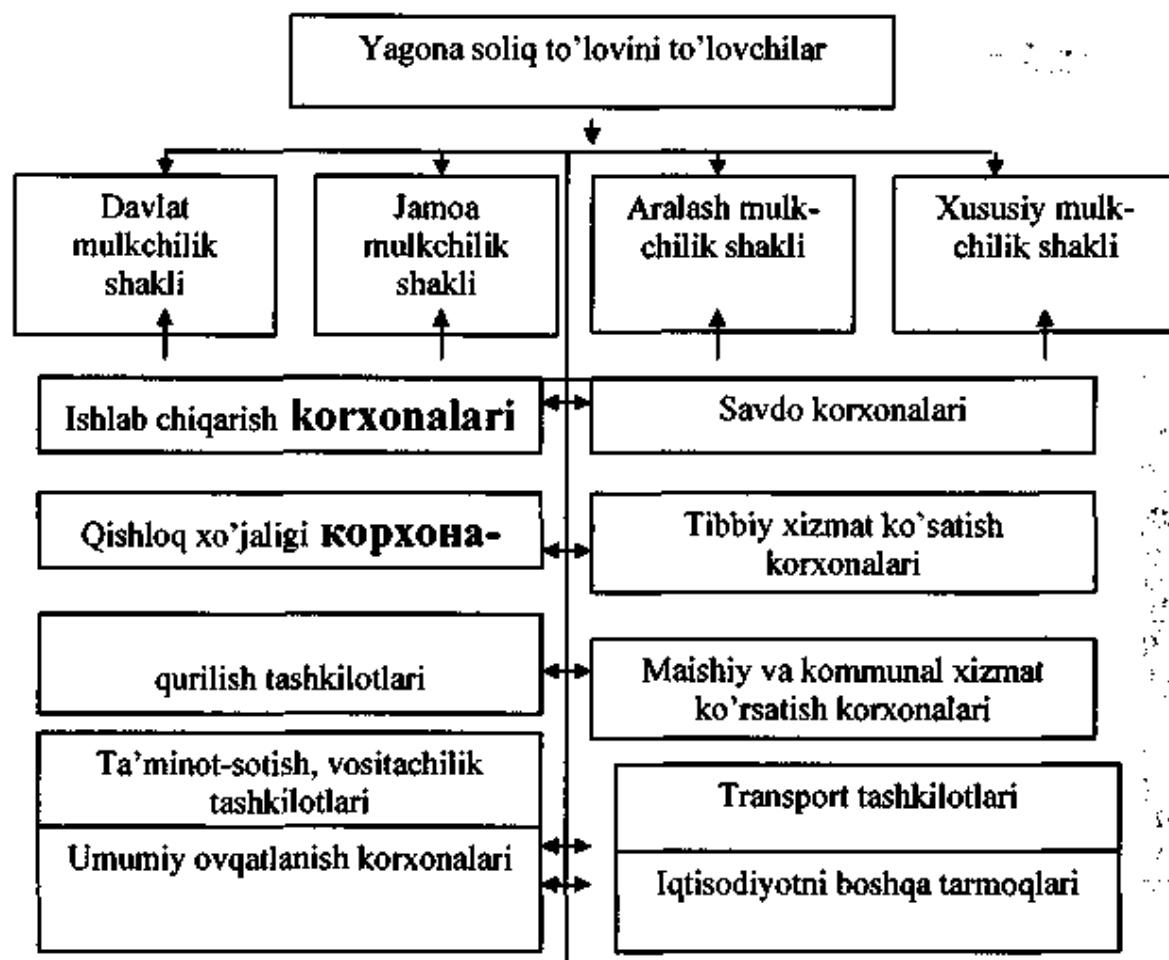 Yagona soliq to’lovini to’lovchilar
Davlat
mulkchilik
shakli
Jamoa
mulkchilik
shakli
Aralash mulk-
chilik shakli
Xususiy mulk-
chilik shakli
Ishlab chiqarish korxonalari
Savdo korxonalari
Qishloq xo’jaligi корхона-
Tibbiy xizmat ko’satish
korxonalari
qurilish tashkilotlari
Maishiy va kommunal xizmat
ko’rsatish korxonalari
Ta’minot-sotish, vositachilik
tashkilotlari
Transport tashkilotlari
Umumiy ovqatlanish korxonalari
Iqtisodiyotni boshqa tarmoqlari